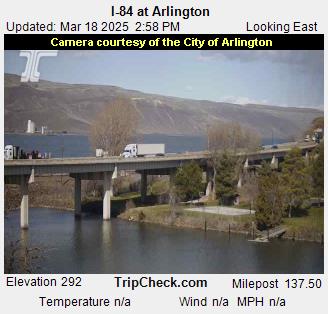 I-84 at Arlington
Updated: Mar 18 2025 2:58 PM Looking East
Camera courtesy of the City of Arlington
Elevation 292 TripCheck.com Milepost 137.50
Temperature n/a Wind n/a MPH n/a